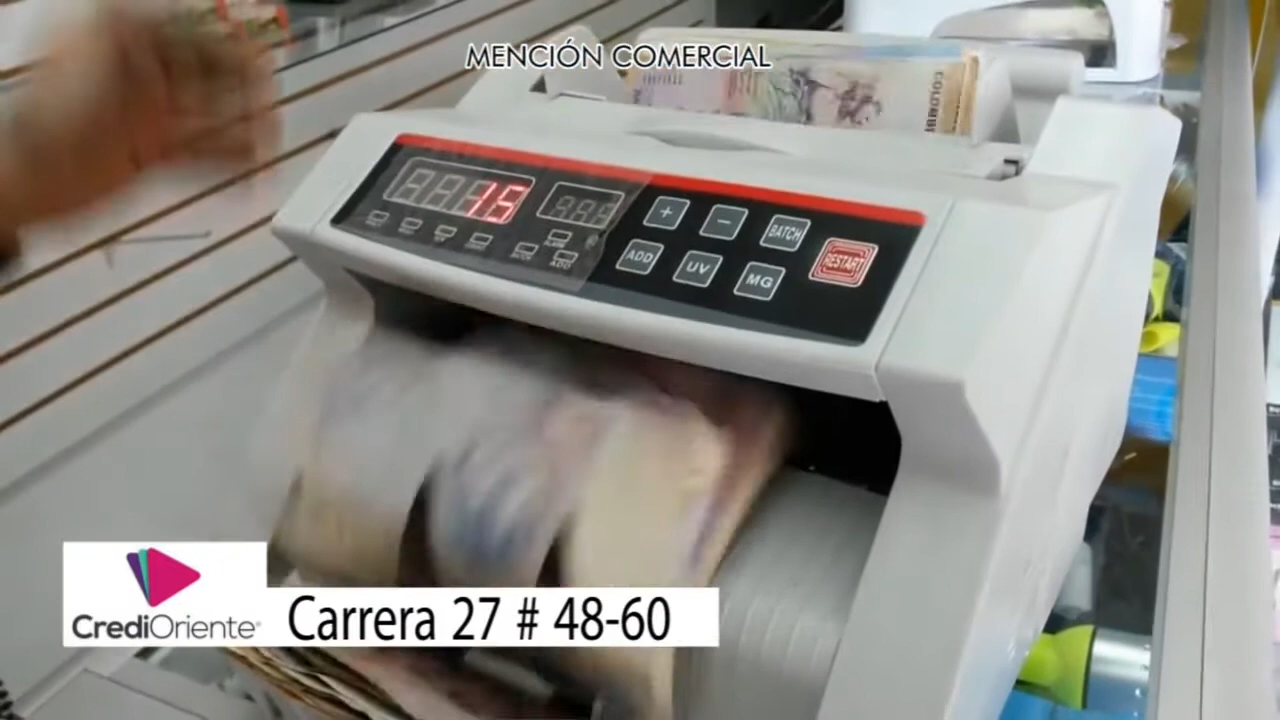 MENCIÓN COMERCIAL
15
+
−
BATCH
RESTART
ADD
UV
MG
CrediOriente
Carrera 27 # 48-60